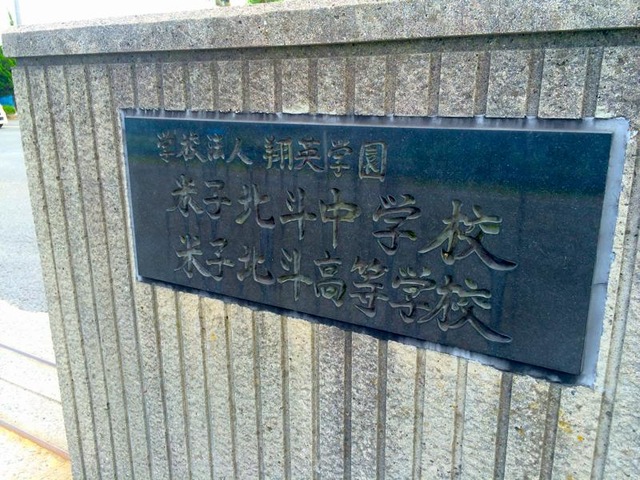 学校法人 翔英学園
米子北斗中学校
米子北斗高等学校